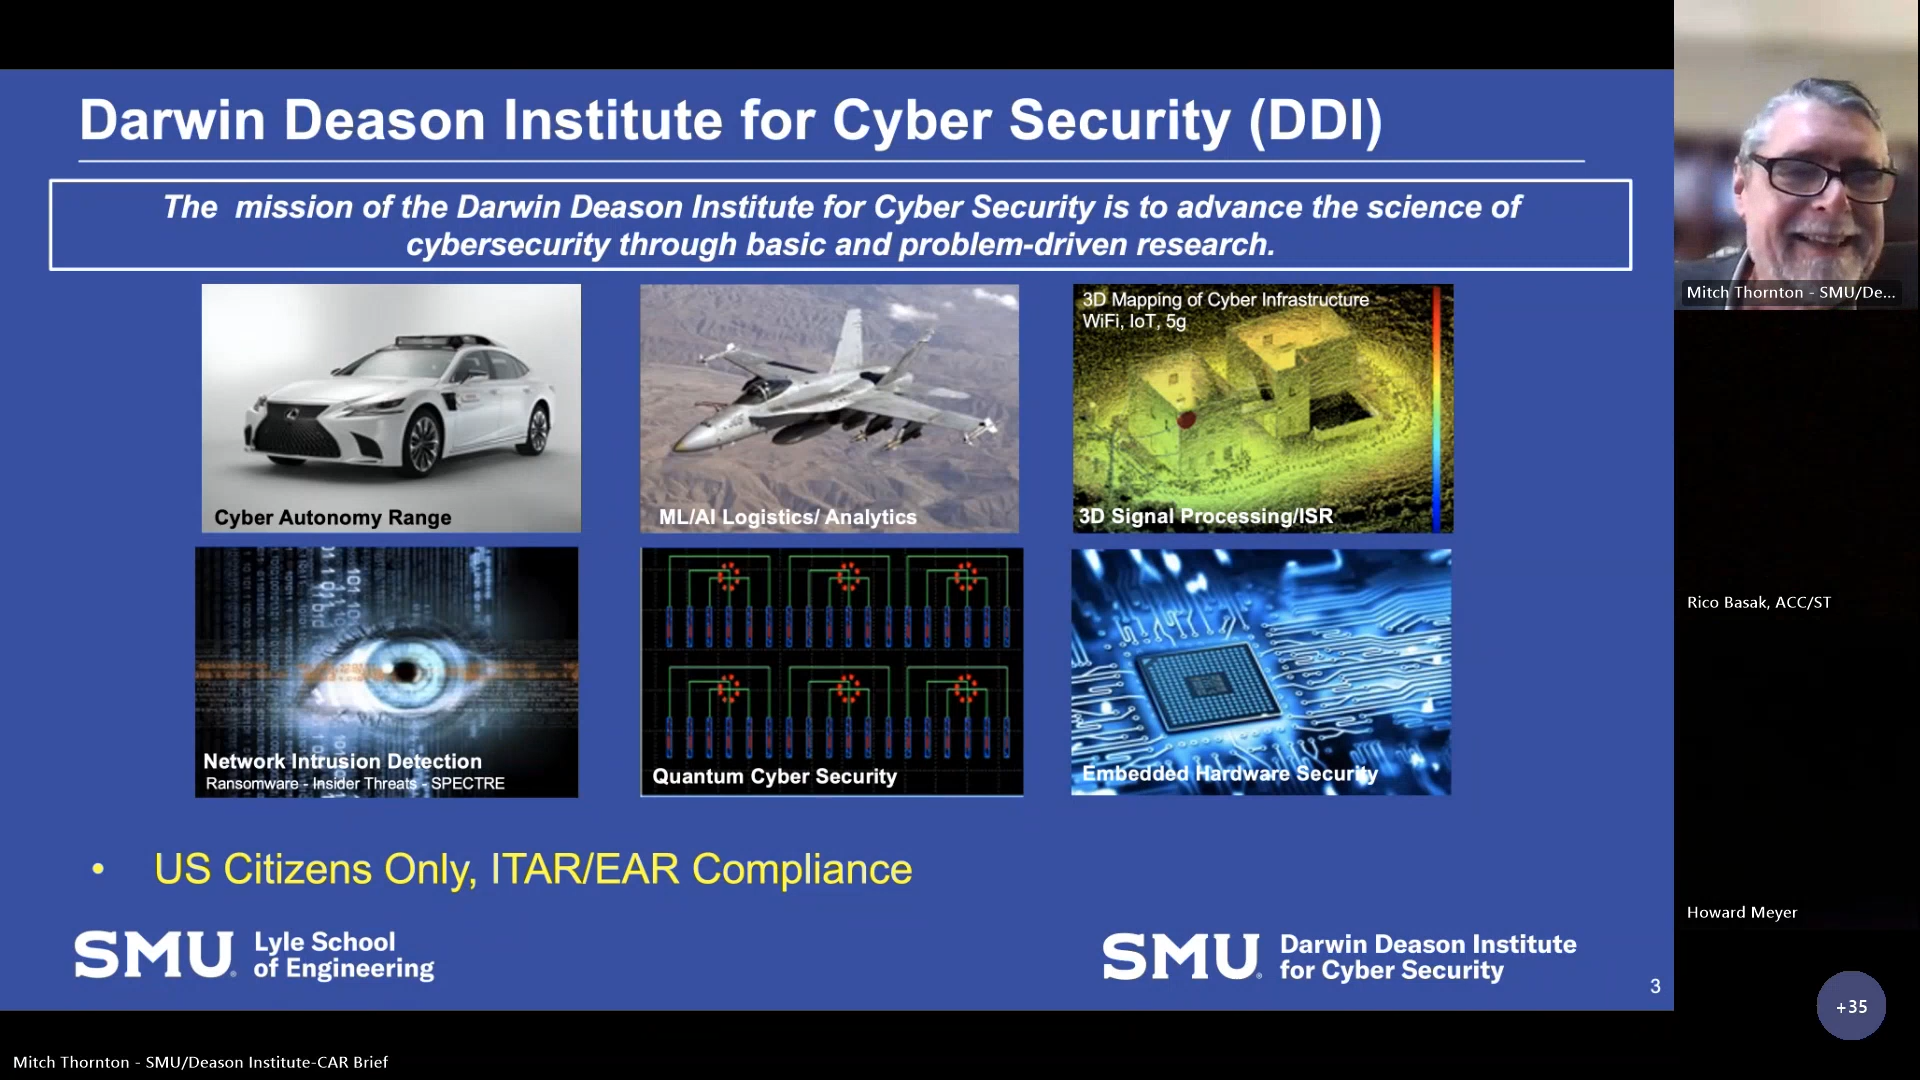 Darwin Deason Institute for Cyber Security (DDI)
The mission of the Darwin Deason Institute for Cyber Security is to advance the science of
cybersecurity through basic and problem-driven research.
Cyber Autonomy Range
ML/AI Logistics/ Analytics
3D Mapping of Cyber Infrastructure
WiFi, IoT, 5g
3D Signal Processing/ISR
Network Intrusion Detection
Ransomware - Insider Threats - SPECTRE
Quantum Cyber Security
Embedded Hardware Security
• US Citizens Only, ITAR/EAR Compliance
SMU® Lyle School
of Engineering
SMU® Darwin Deason Institute
for Cyber Security
3
Mitch Thornton - SMU/De...
Rico Basak, ACC/ST
Howard Meyer
+35
Mitch Thornton - SMU/Deason Institute-CAR Brief